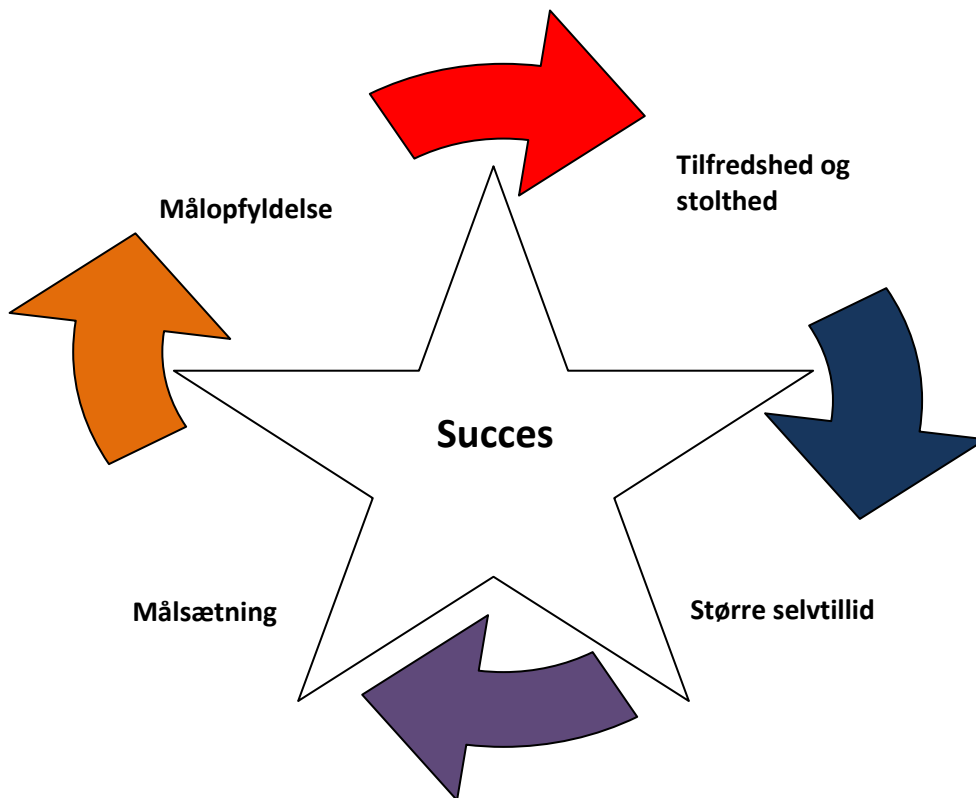 Tilfredshed og
stolthed
Målopfyldelse
Succes
Målsætning
Større selvtillid